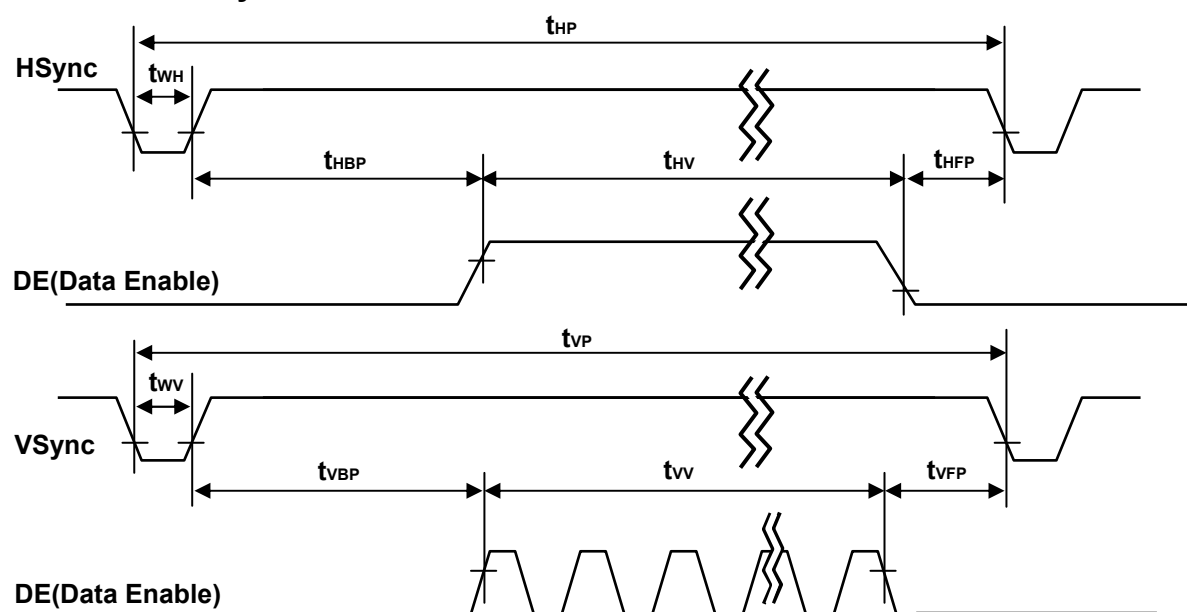 tHP
HSync
tWH
tHBP
tHV
tHFP
DE(Data Enable)
tVP
tWV
VSync
tVBP
tVV
tVFP
DE(Data Enable)